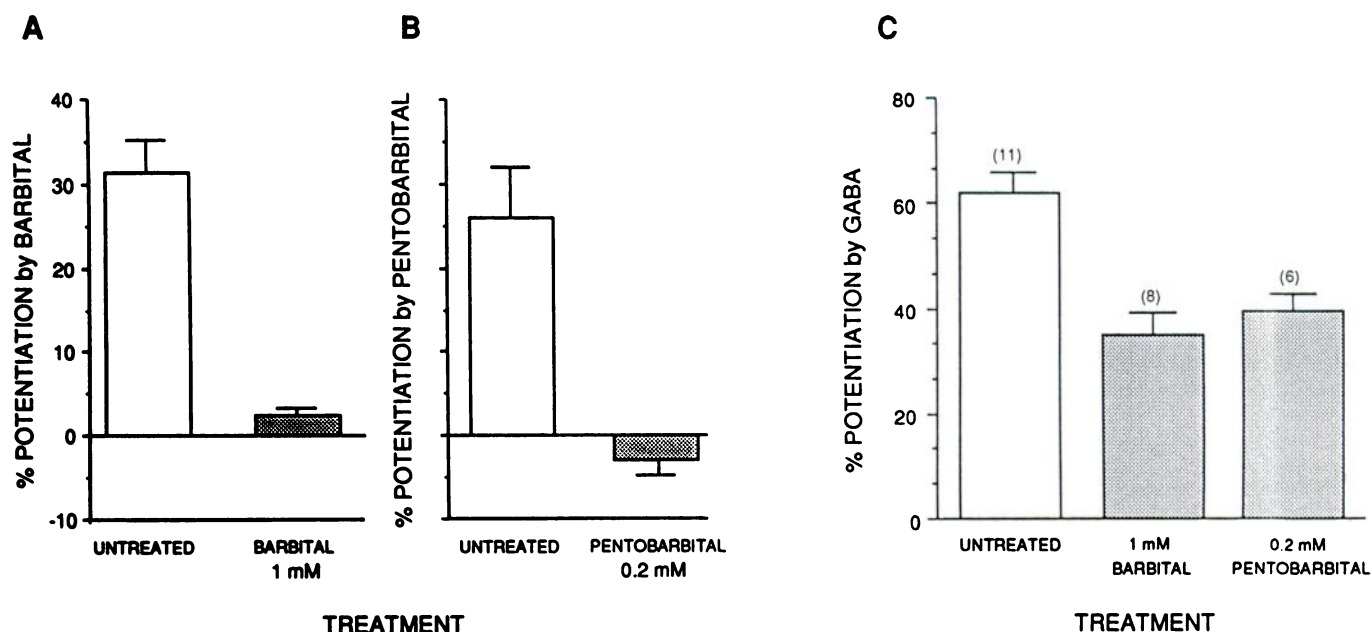 A
B
C
% POTENTIATION by BARBITAL
40
30
20
10
0
-10
UNTREATED
BARBITAL
1 mM
% POTENTIATION by PENTOBARBITAL
UNTREATED
PENTOBARBITAL
0.2 mM
TREATMENT
% POTENTIATION by GABA
80
60
40
20
0
(11)
(8)
(6)
UNTREATED
1 mM
BARBITAL
0.2 mM
PENTOBARBITAL
TREATMENT